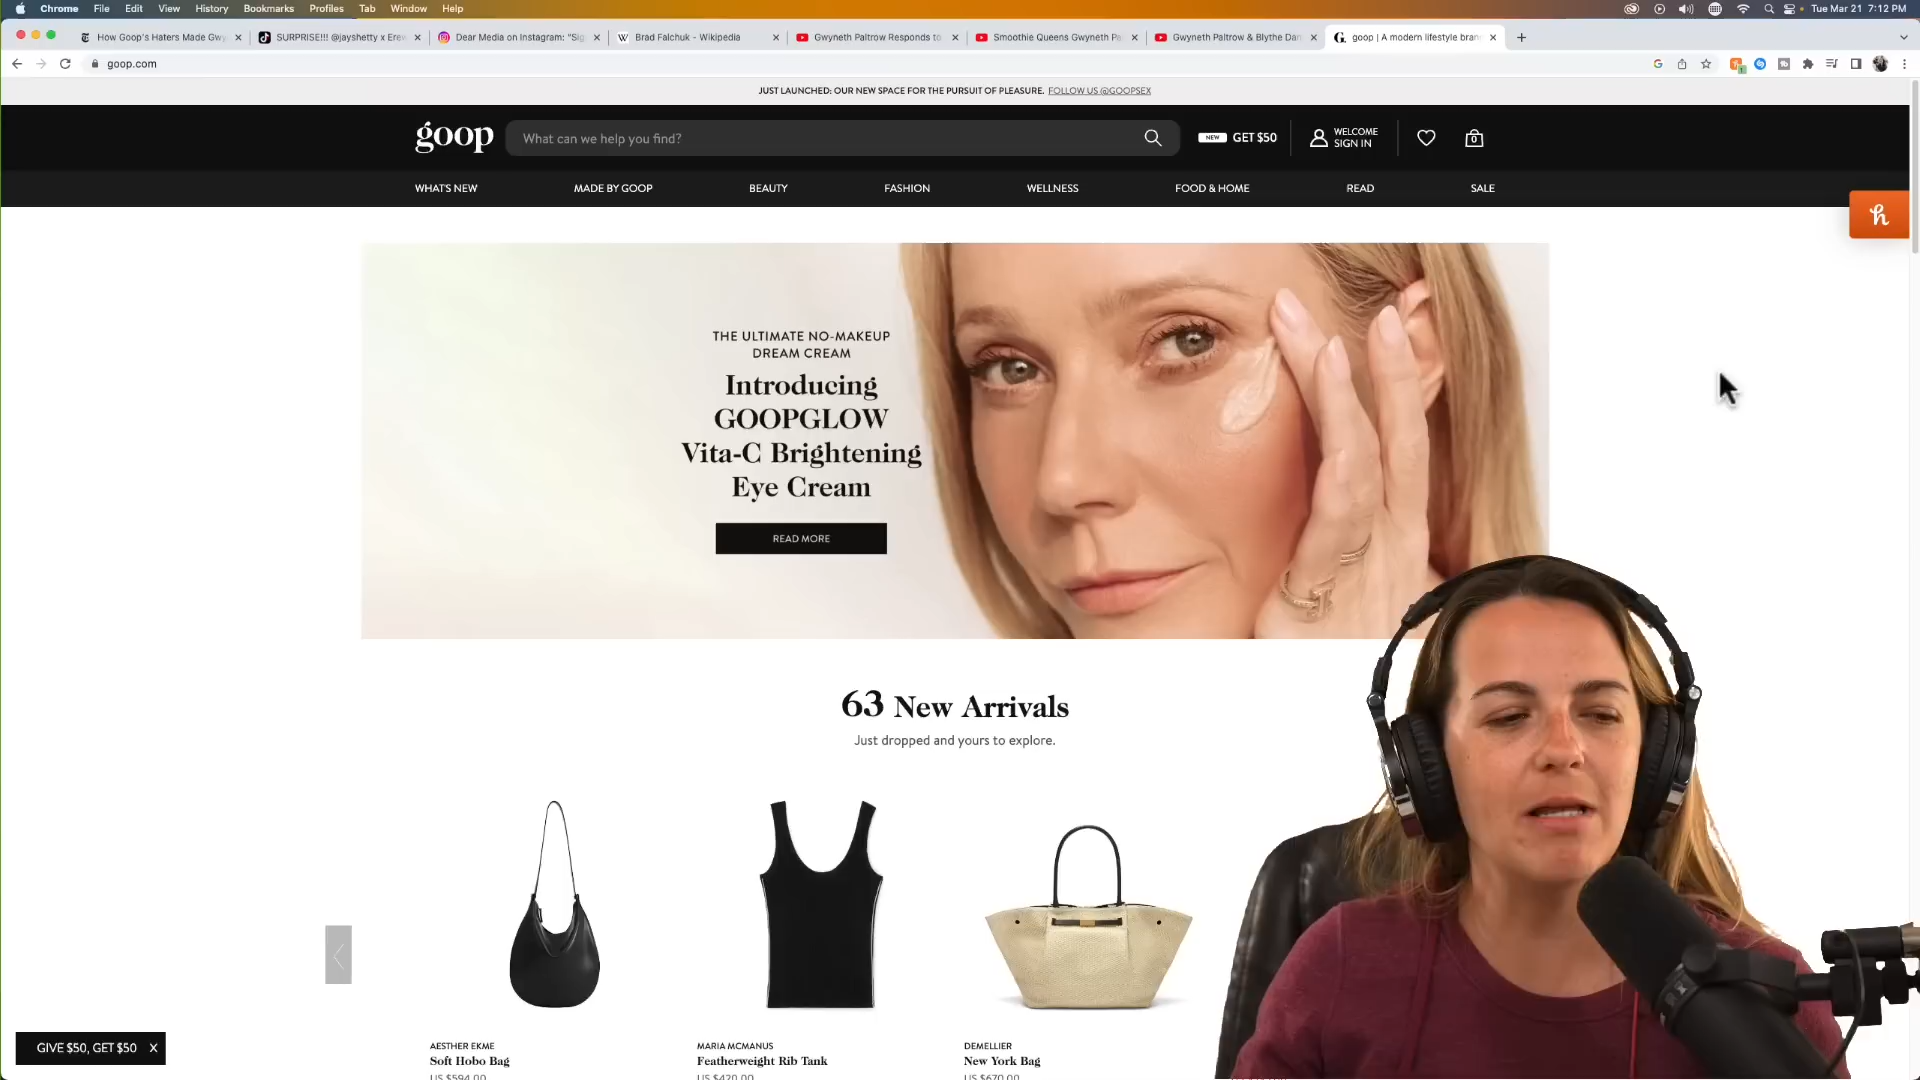 Chrome File Edit View History Bookmarks Profiles Tab Window Help Tue Mar 21 7:12 PM
How Goop's Haters Made Gw SURPRISE!!! @jayshetty x Erew Dear Media on Instagram: "Sig Brad Falchuk - Wikipedia Gwyneth Paltrow Responds to Smoothie Queens Gwyneth Pa Gwyneth Paltrow & Blythe Dan goop | A modern lifestyle bran
goop.com
JUST LAUNCHED: OUR NEW SPACE FOR THE PURSUIT OF PLEASURE. FOLLOW US @GOOPSEX
goop What can we help you find? NEW GET $50 WELCOME SIGN IN 0
WHAT'S NEW MADE BY GOOP BEAUTY FASHION WELLNESS FOOD & HOME READ SALE
h
THE ULTIMATE NO-MAKEUP
DREAM CREAM
Introducing
GOOPGLOW
Vita-C Brightening
Eye Cream
READ MORE
63 New Arrivals
Just dropped and yours to explore.
AESTHER EKME MARIA MCMANUS DEMELLIER
Soft Hobo Bag Featherweight Rib Tank New York Bag
US $594.00 US $420.00 US $670.00
GIVE $50, GET $50 X